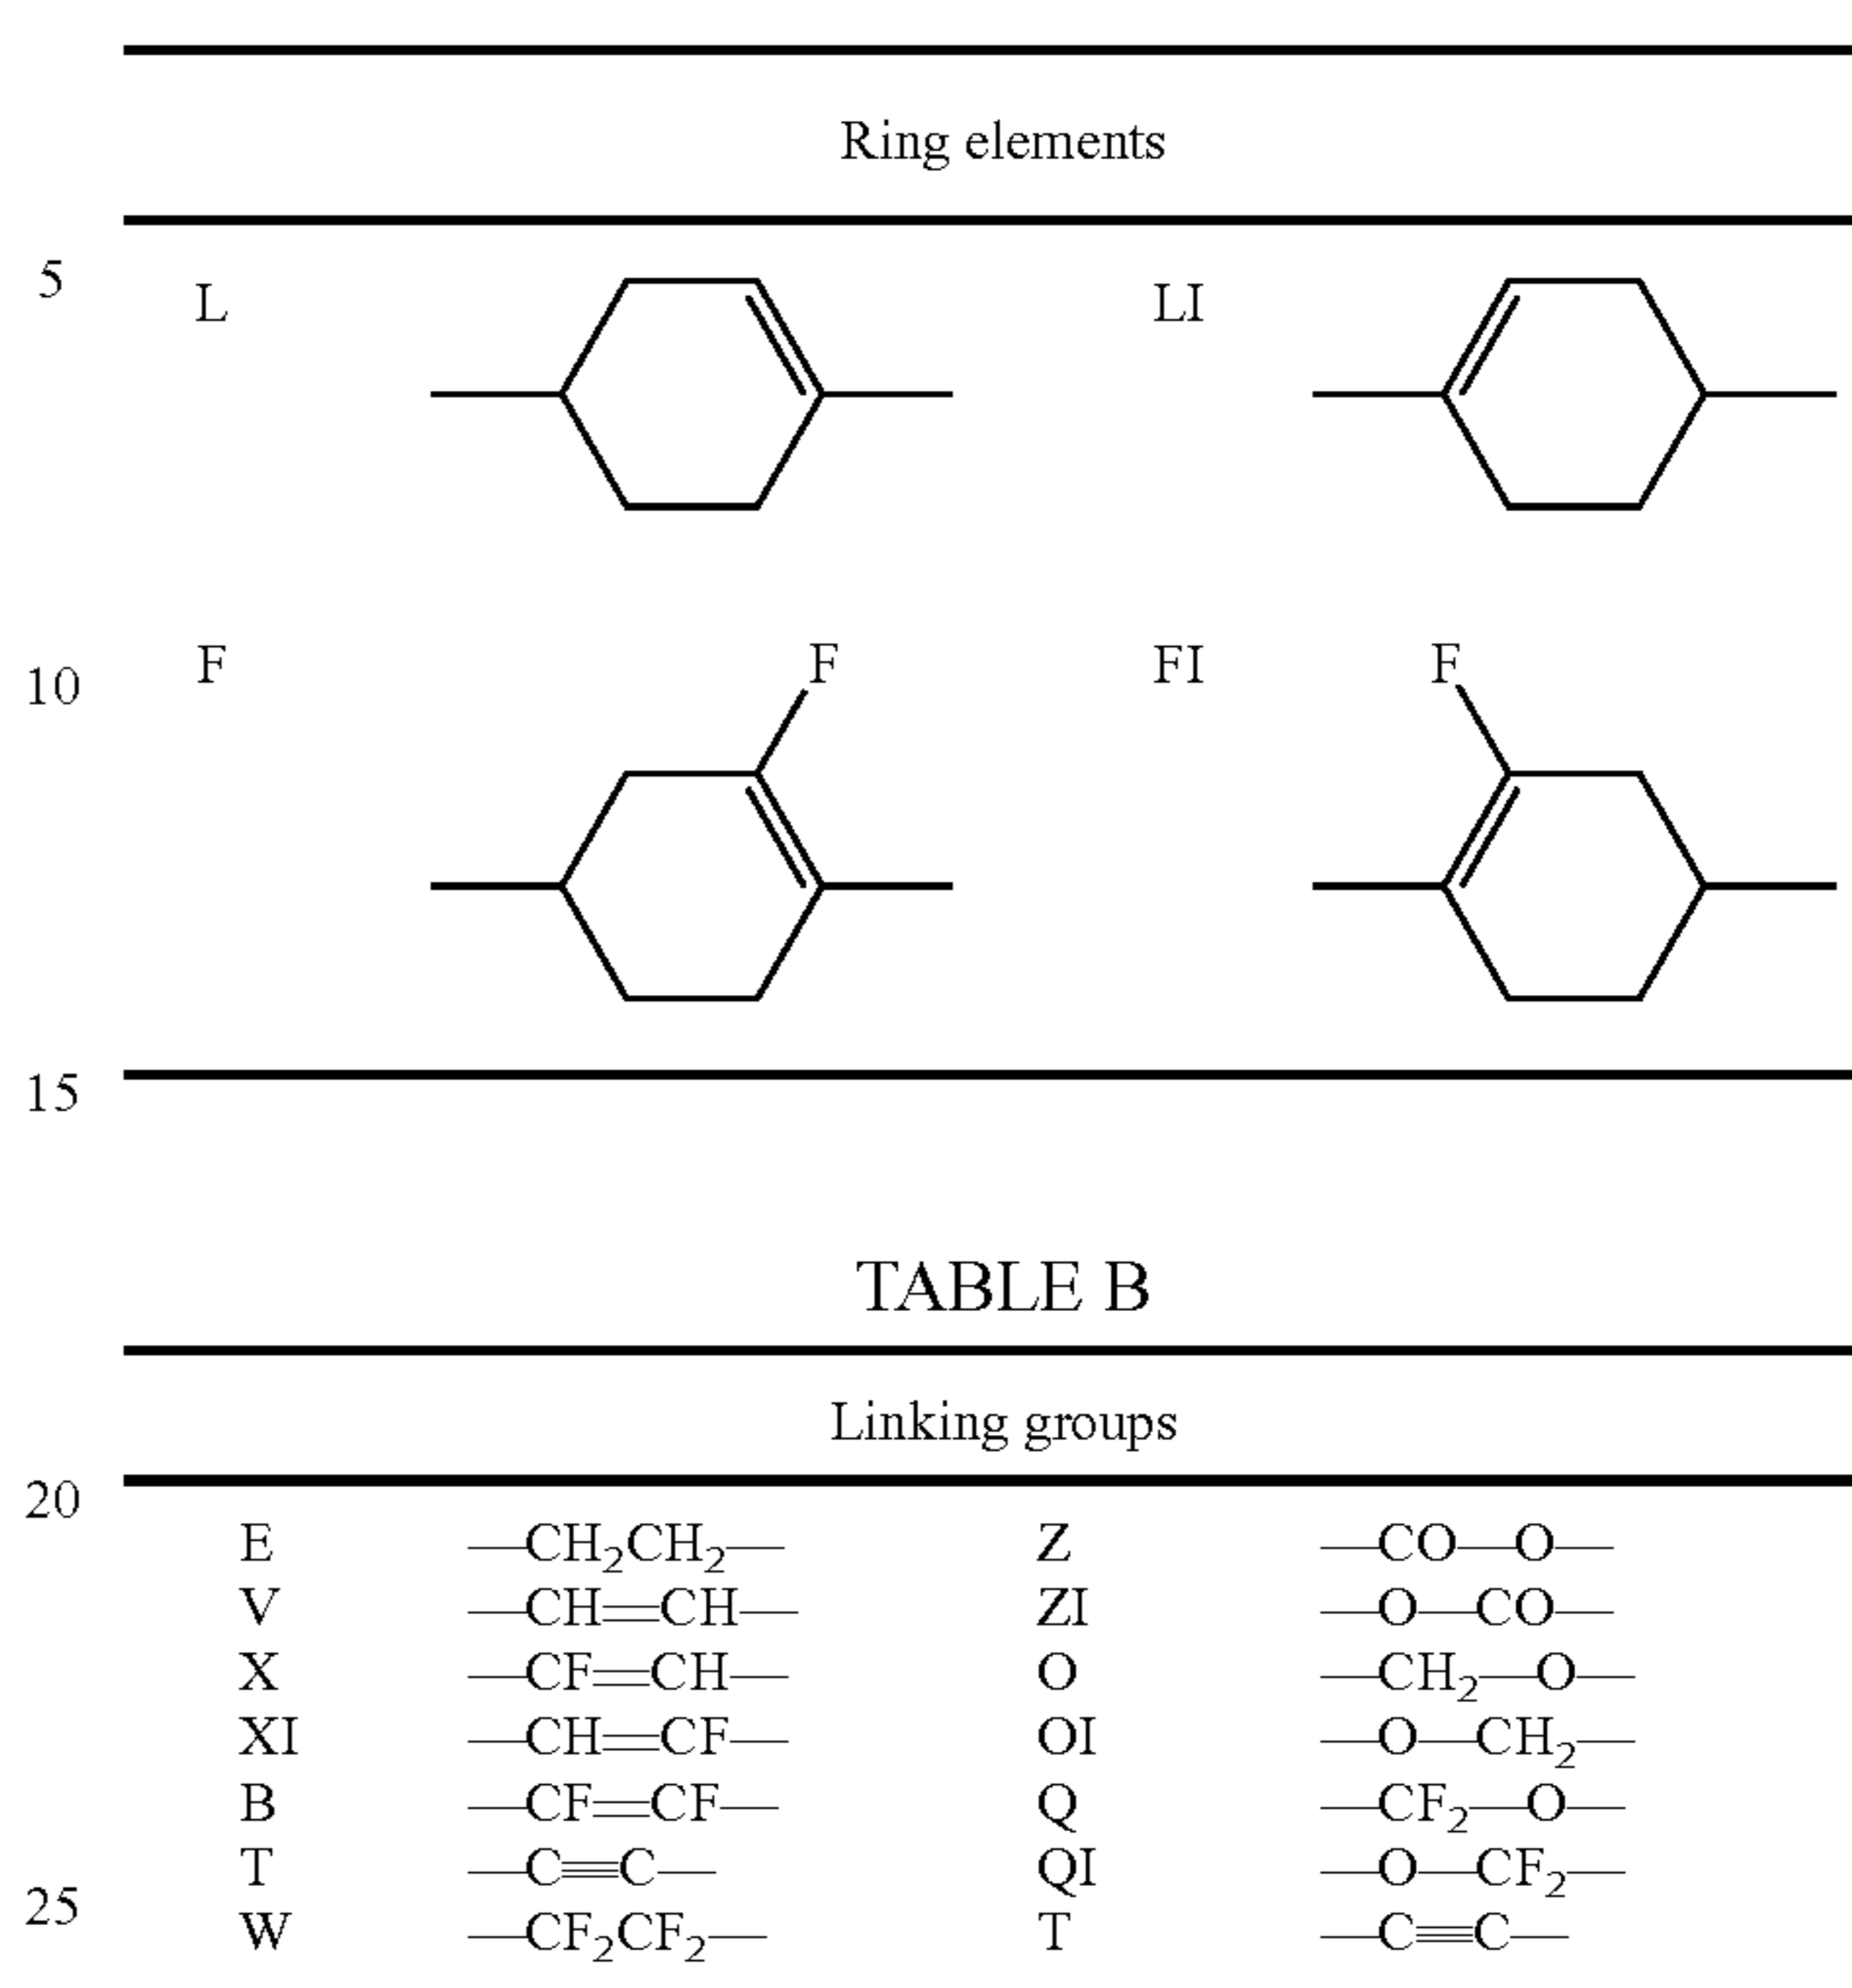 Ring elements
5
L LI
F FI
F F
10
15
TABLE B
Linking groups
20
E —CH₂CH₂— Z —CO—O—
V —CH=CH— ZI —O—CO—
X —CF=CH— O —CH₂—O—
XI —CH=CF— OI —O—CH₂—
B —CF=CF— Q —CF₂—O—
T —C≡C— QI —O—CF₂—
25
W —CF₂CF₂— T —C≡C—